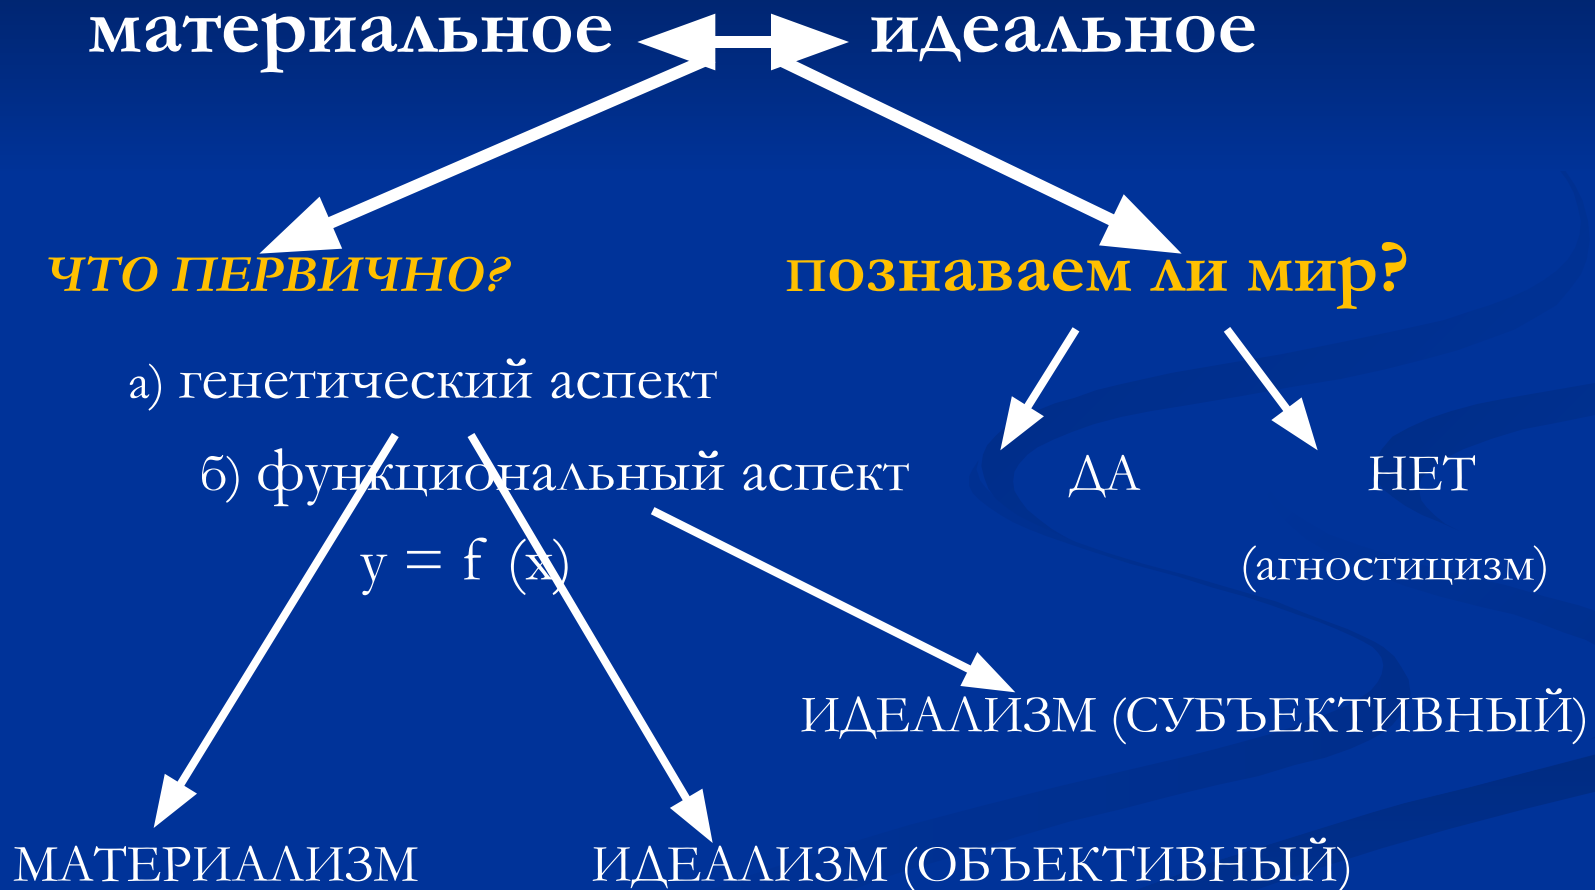 материальное идеальное
ЧТО ПЕРВИЧНО? познаваем ли мир?
а) генетический аспект
б) функциональный аспект ДА НЕТ
y = f (x) (агностицизм)
ИДЕАЛИЗМ (СУБЪЕКТИВНЫЙ)
МАТЕРИАЛИЗМ ИДЕАЛИЗМ (ОБЪЕКТИВНЫЙ)